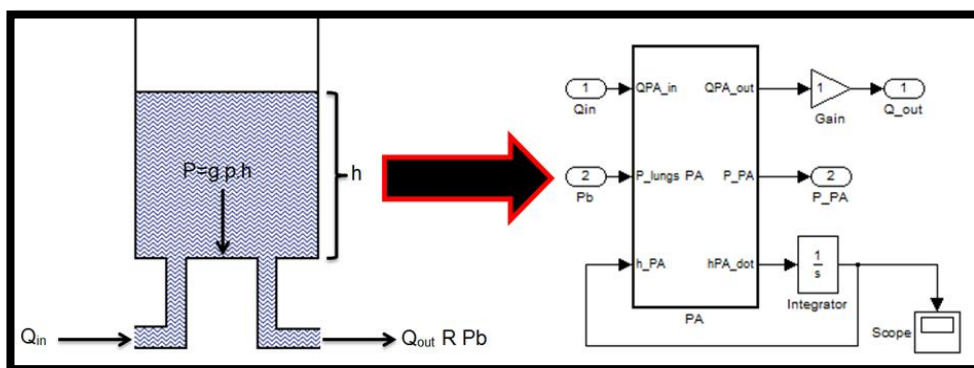 P=g.p.h
h
Qin
Qout R Pb
1
Qin
2
Pb
QPA_in
QPA_out
P_lungs PA
P_PA
h_PA
hPA_dot
PA
1
Gain
1
Q_out
2
P_PA
1
s
Integrator
Scope